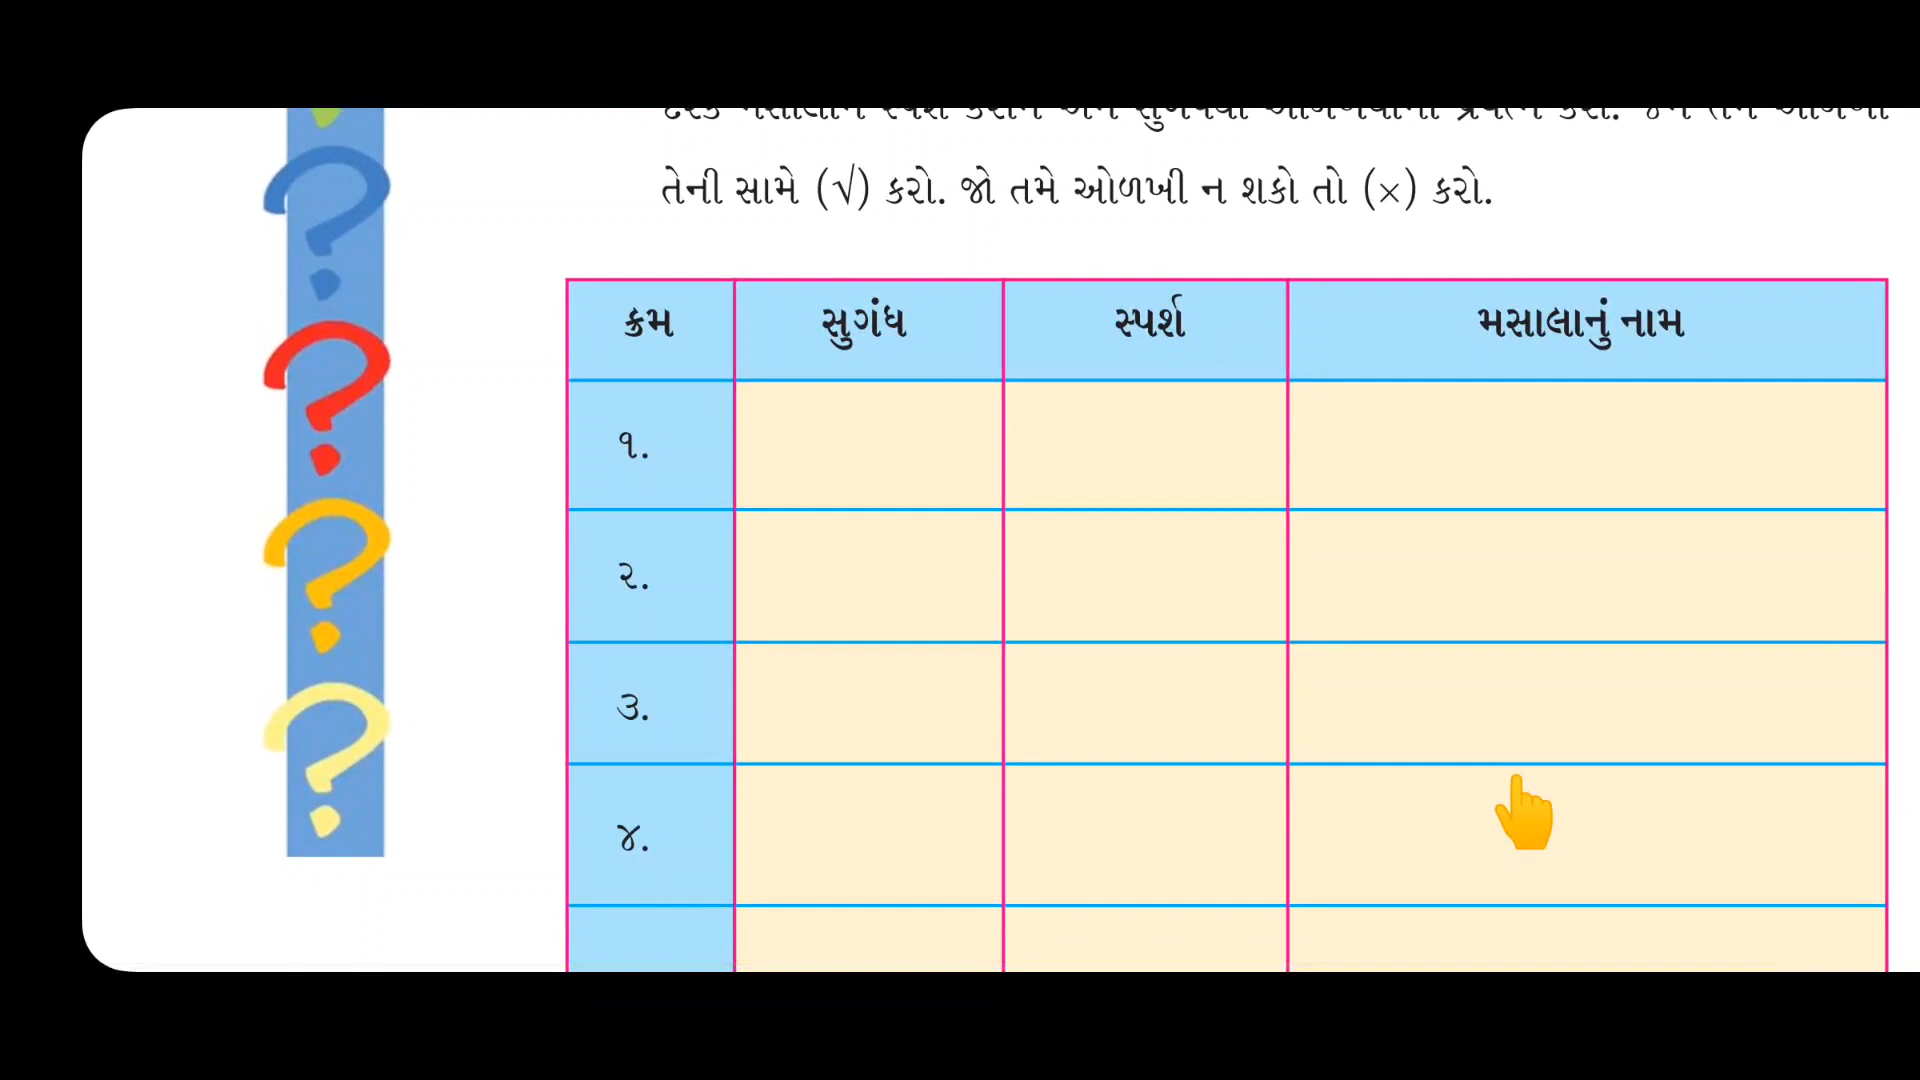 તેની સામે (√) કરો. જો તમે ઓળખી ન શકો તો (×) કરો.
ક્રમ સુગંધ સ્પર્શ મસાલાનું નામ
૧.
૨.
૩.
૪.